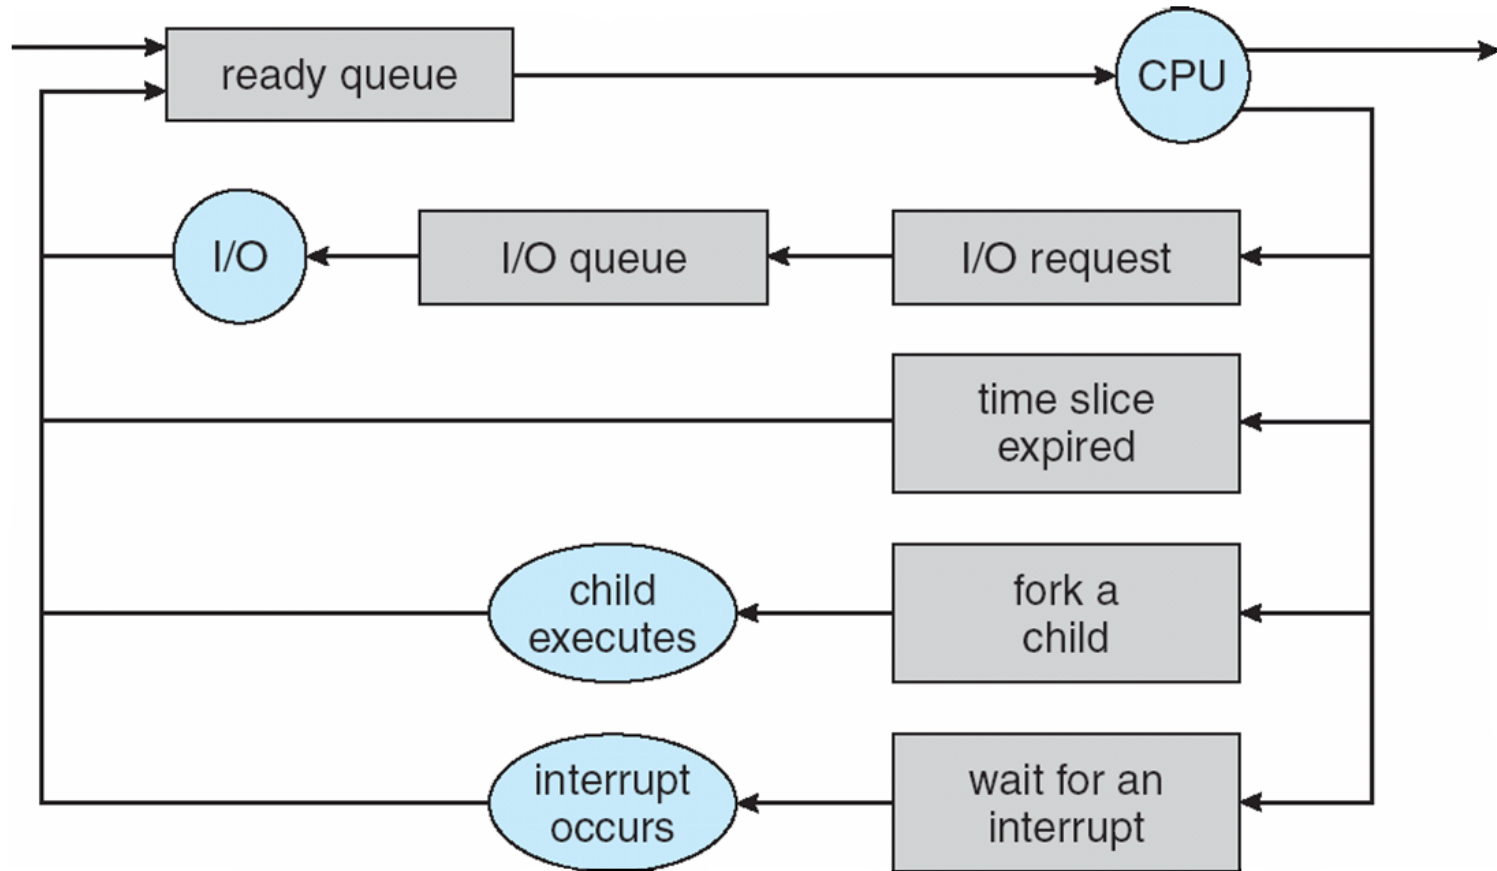 ready queue
CPU
I/O
I/O queue
I/O request
time slice
expired
child
executes
fork a
child
interrupt
occurs
wait for an
interrupt